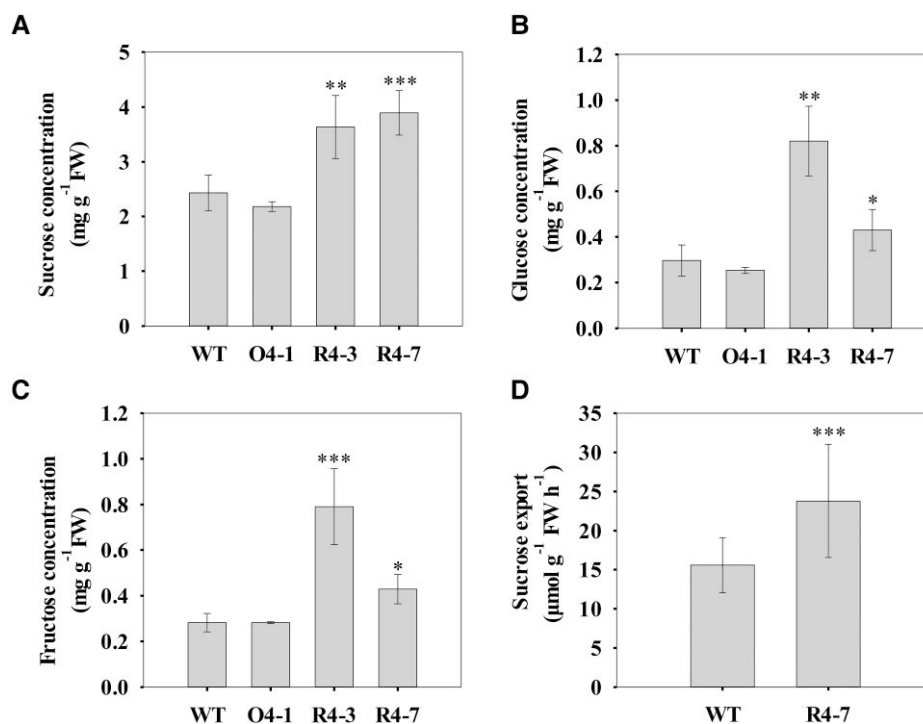 A
Sucrose concentration
(mg g⁻¹ FW)
5
4
3
2
1
0
**
***
WT O4-1 R4-3 R4-7
B
Glucose concentration
(mg g⁻¹ FW)
1.2
1.0
0.8
0.6
0.4
0.2
0.0
**
*
WT O4-1 R4-3 R4-7
C
Fructose concentration
(mg g⁻¹ FW)
1.2
1.0
0.8
0.6
0.4
0.2
0.0
***
*
WT O4-1 R4-3 R4-7
D
Sucrose export
(µmol g⁻¹ FW h⁻¹)
35
30
25
20
15
10
5
0
***
WT R4-7